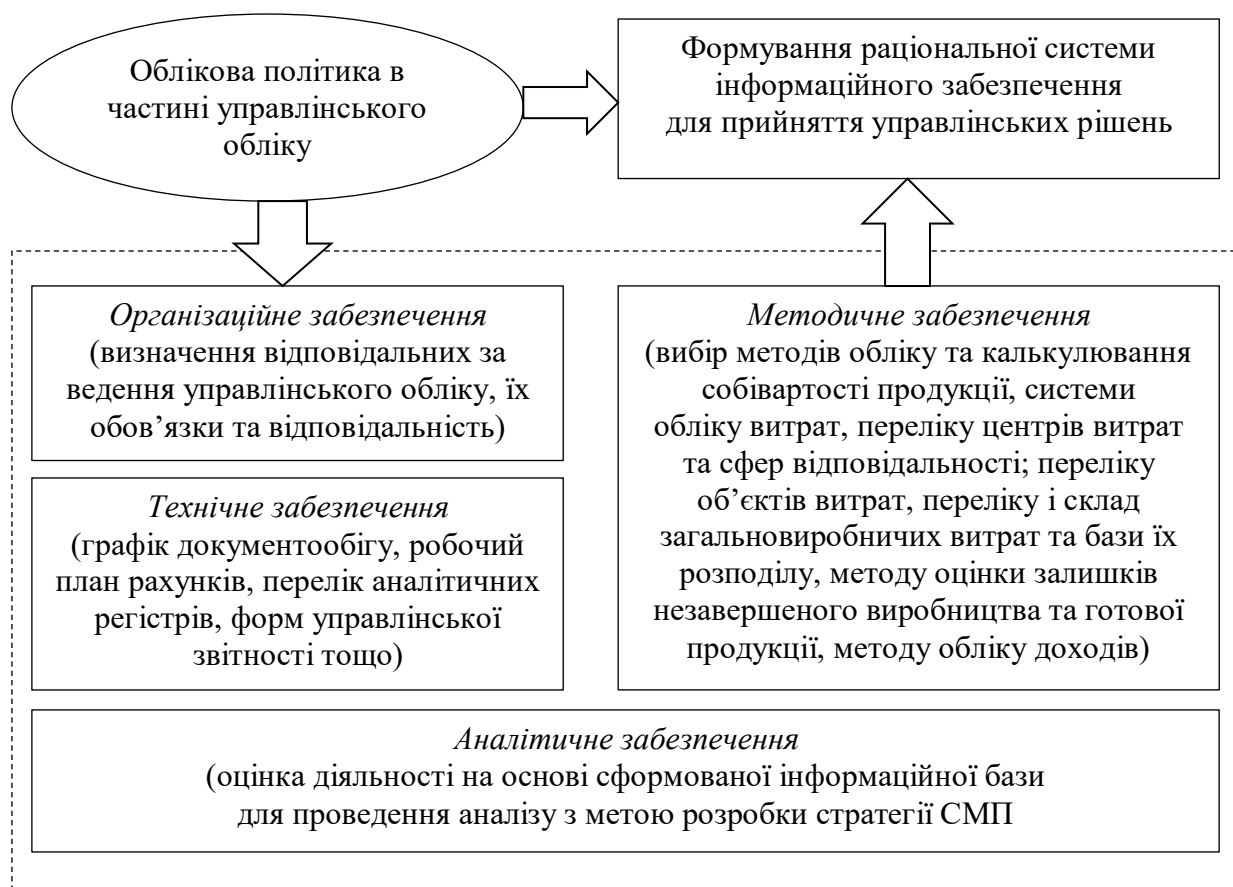 Облікова політика в
частині управлінського
обліку
Формування раціональної системи
інформаційного забезпечення
для прийняття управлінських рішень
Організаційне забезпечення
(визначення відповідальних за
ведення управлінського обліку, їх
обов’язки та відповідальність)
Технічне забезпечення
(графік документообігу, робочий
план рахунків, перелік аналітичних
регістрів, форм управлінської
звітності тощо)
Методичне забезпечення
(вибір методів обліку та калькулювання
собівартості продукції, системи
обліку витрат, переліку центрів витрат
та сфер відповідальності; переліку
об’єктів витрат, переліку і склад
загальновиробничих витрат та бази їх
розподілу, методу оцінки залишків
незавершеного виробництва та готової
продукції, методу обліку доходів)
Аналітичне забезпечення
(оцінка діяльності на основі сформованої інформаційної бази
для проведення аналізу з метою розробки стратегії СМП